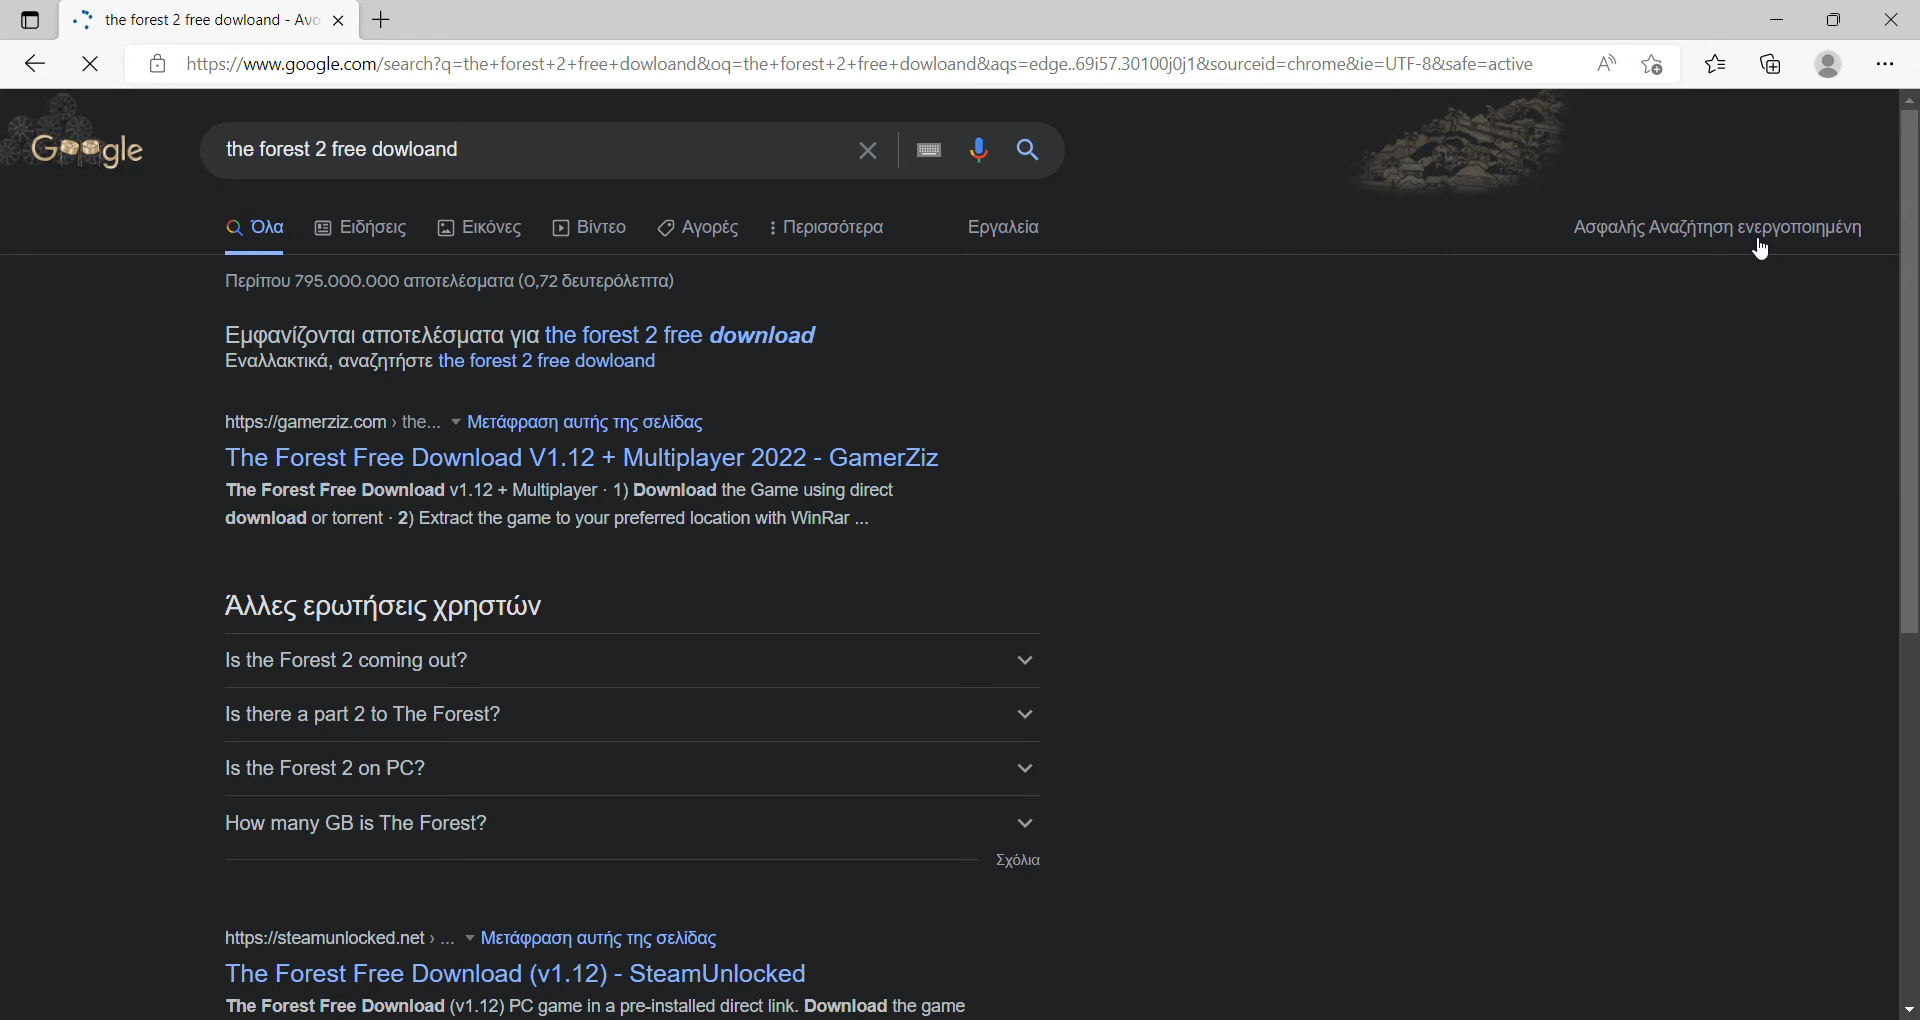 the forest 2 free dowloand - Ανα
https://www.google.com/search?q=the+forest+2+free+dowloand&oq=the+forest+2+free+dowloand&aqs=edge..69i57.30100j0j1&sourceid=chrome&ie=UTF-8&safe=active
Google
the forest 2 free dowloand
Όλα Ειδήσεις Εικόνες Βίντεο Αγορές Περισσότερα Εργαλεία Ασφαλής Αναζήτηση ενεργοποιημένη
Περίπου 795.000.000 αποτελέσματα (0,72 δευτερόλεπτα)
Εμφανίζονται αποτελέσματα για the forest 2 free download
Εναλλακτικά, αναζητήστε the forest 2 free dowloand
https://gamerziz.com › the... Μετάφραση αυτής της σελίδας
The Forest Free Download V1.12 + Multiplayer 2022 - GamerZiz
The Forest Free Download v1.12 + Multiplayer · 1) Download the Game using direct
download or torrent · 2) Extract the game to your preferred location with WinRar ...
Άλλες ερωτήσεις χρηστών
Is the Forest 2 coming out?
Is there a part 2 to The Forest?
Is the Forest 2 on PC?
How many GB is The Forest?
Σχόλια
https://steamunlocked.net › ... Μετάφραση αυτής της σελίδας
The Forest Free Download (v1.12) - SteamUnlocked
The Forest Free Download (v1.12) PC game in a pre-installed direct link. Download the game